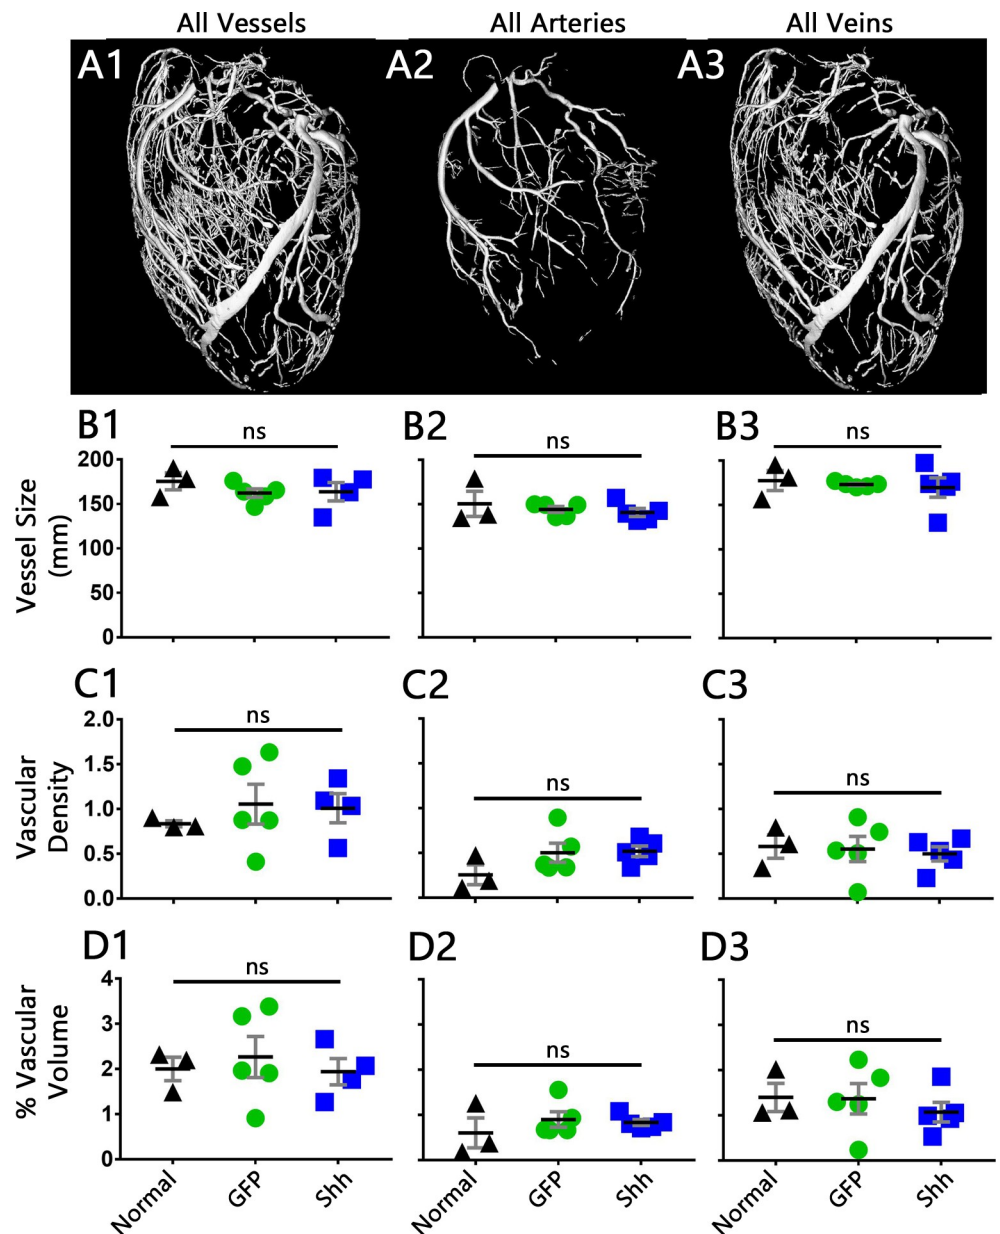 All Vessels All Arteries All Veins
A1 A2 A3
B1 B2 B3
ns ns ns
Vessel Size
(mm)
200
150
100
50
0
C1 C2 C3
ns ns ns
Vascular
Density
2.0
1.5
1.0
0.5
0.0
D1 D2 D3
ns ns ns
% Vascular
Volume
4
3
2
1
0
Normal GFP Shh Normal GFP Shh Normal GFP Shh